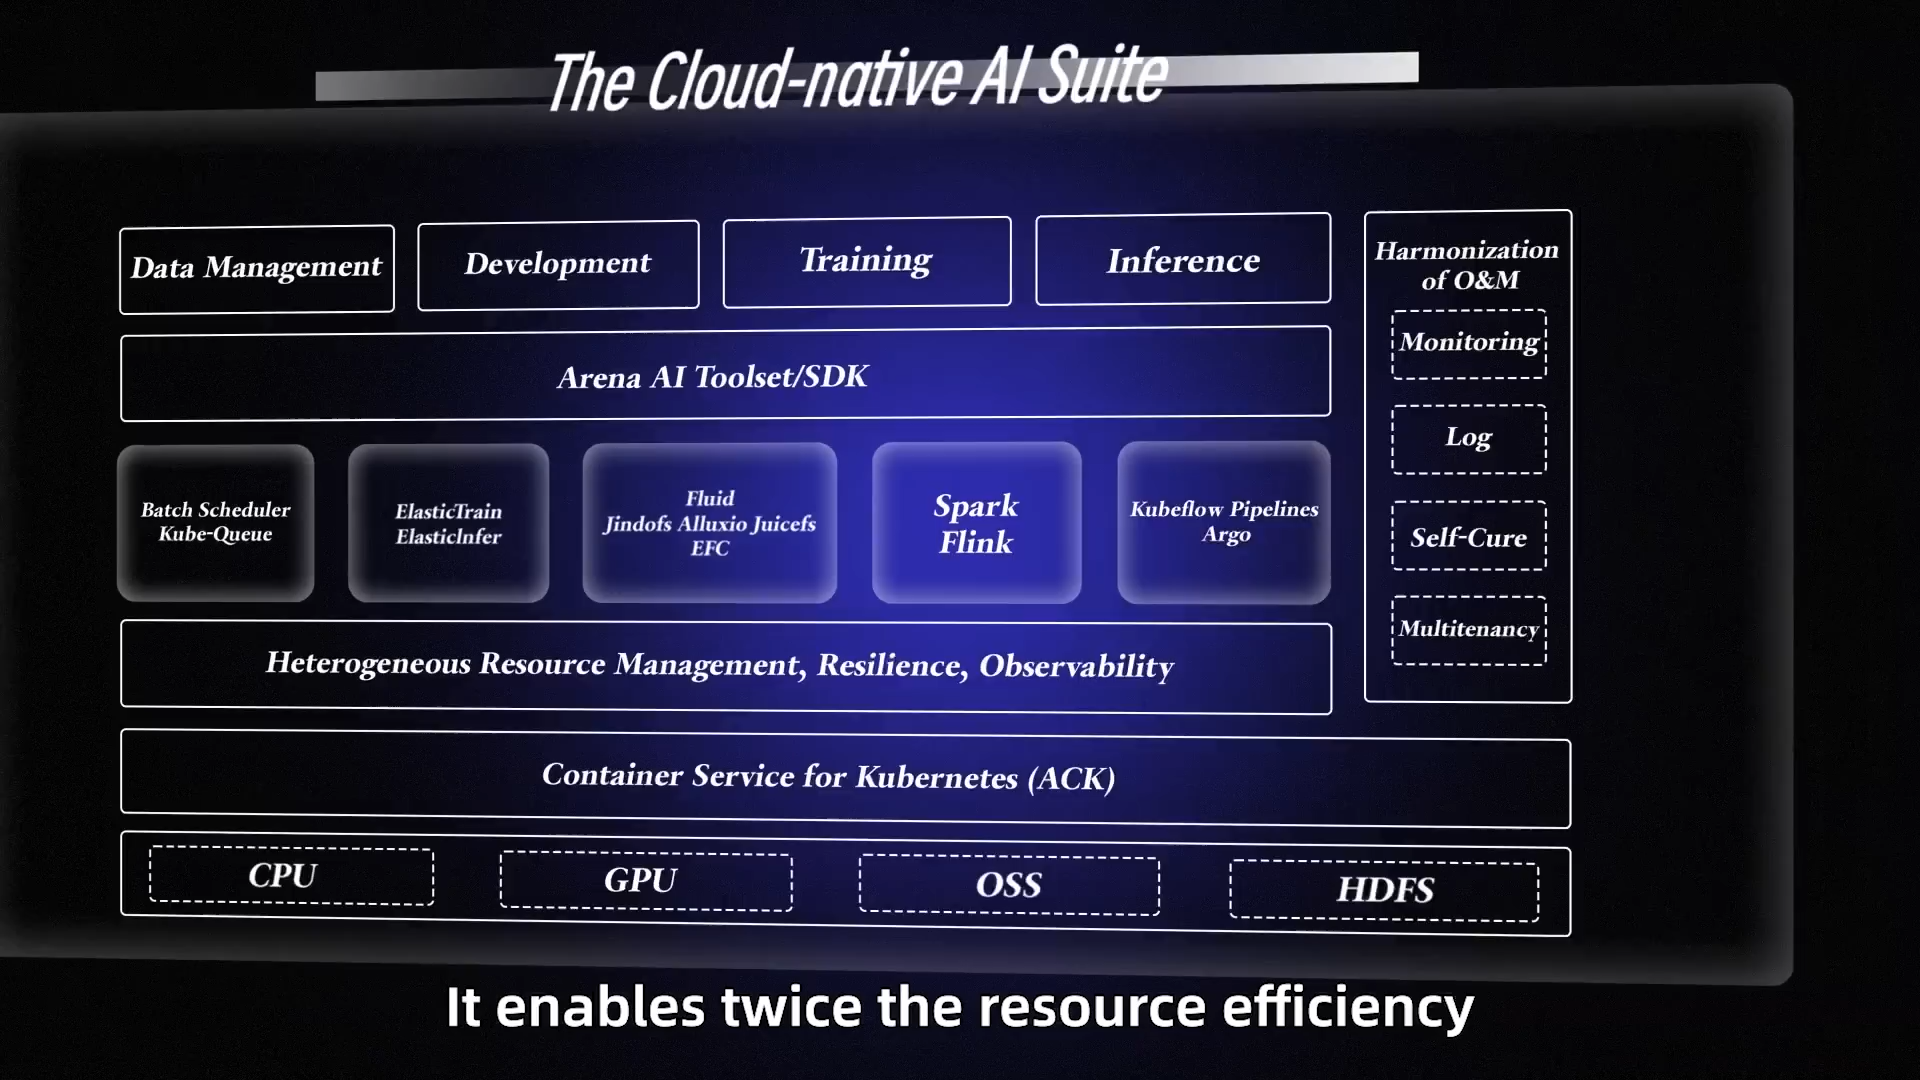 The Cloud-native AI Suite
Data Management
Development
Training
Inference
Harmonization
of O&M
Monitoring
Log
Self-Cure
Multitenancy
Arena AI Toolset/SDK
Batch Scheduler
Kube-Queue
ElasticTrain
ElasticInfer
Fluid
Jindofs Alluxio Juicefs
EFC
Spark
Flink
Kubeflow Pipelines
Argo
Heterogeneous Resource Management, Resilience, Observability
Container Service for Kubernetes (ACK)
CPU
GPU
OSS
HDFS
It enables twice the resource efficiency